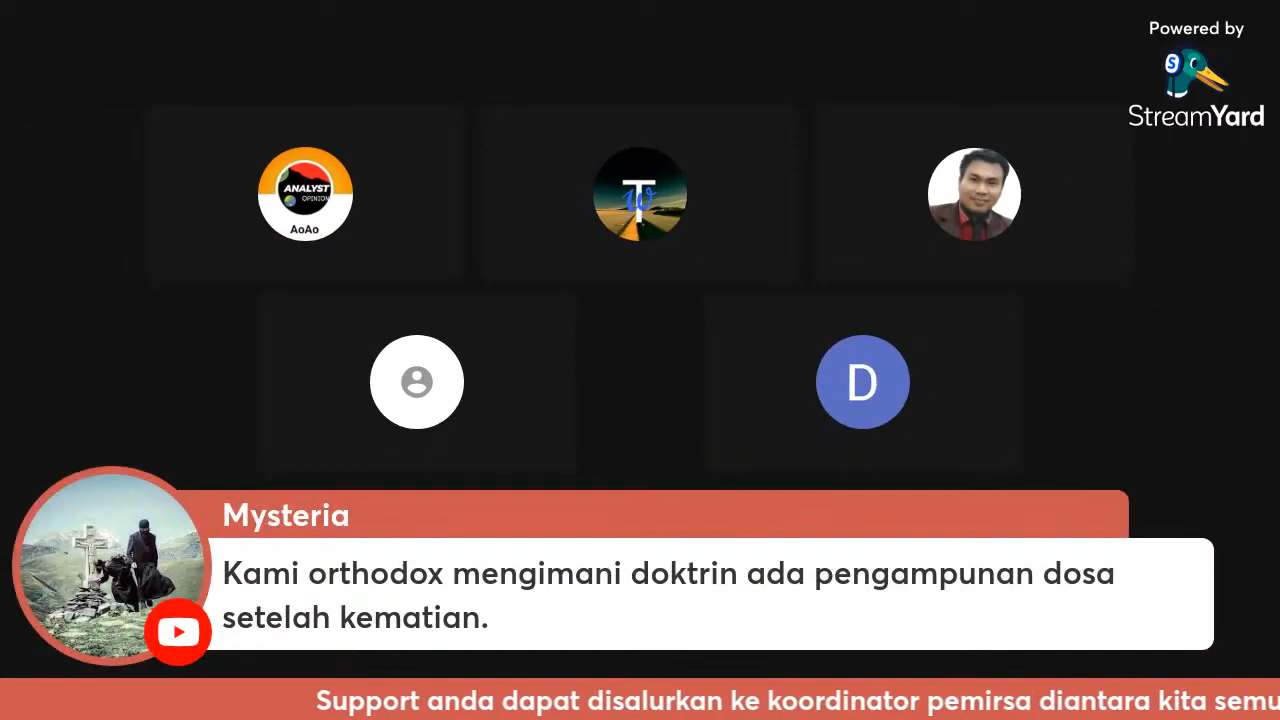 Powered by
S
StreamYard
ANALYST
OPINION
AoAo
T
w
D
Mysteria
Kami orthodox mengimani doktrin ada pengampunan dosa
setelah kematian.
Support anda dapat disalurkan ke koordinator pemirsa diantara kita semu